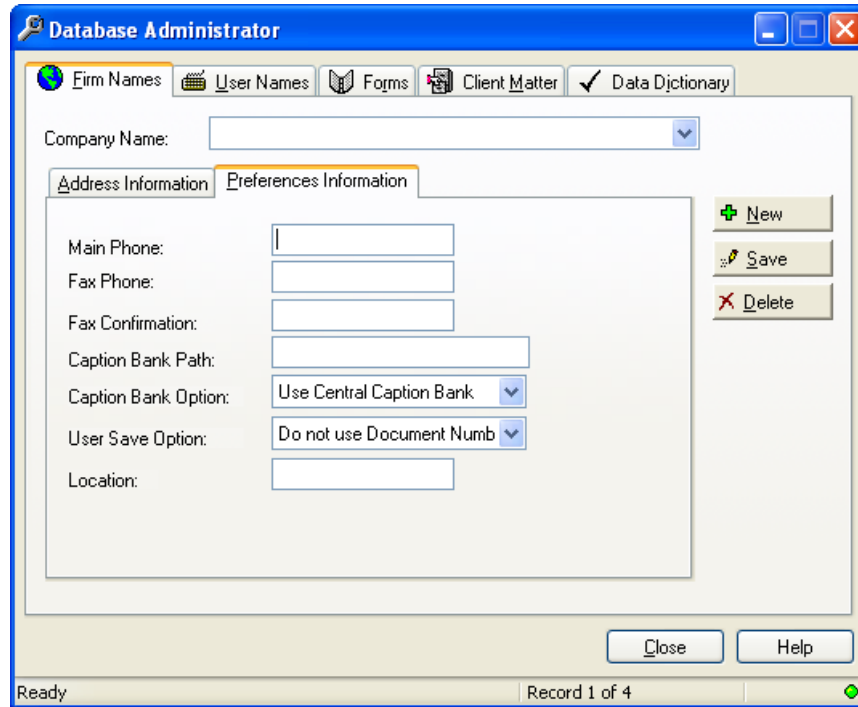 Database Administrator
Firm Names User Names Forms Client Matter Data Dictionary
Company Name:
Address Information Preferences Information
New
Main Phone:
Save
Fax Phone:
Delete
Fax Confirmation:
Caption Bank Path:
Caption Bank Option: Use Central Caption Bank
User Save Option: Do not use Document Numb
Location:
Close Help
Ready Record 1 of 4